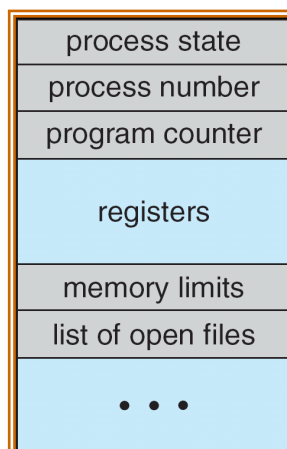 process state
process number
program counter
registers
memory limits
list of open files
• • •